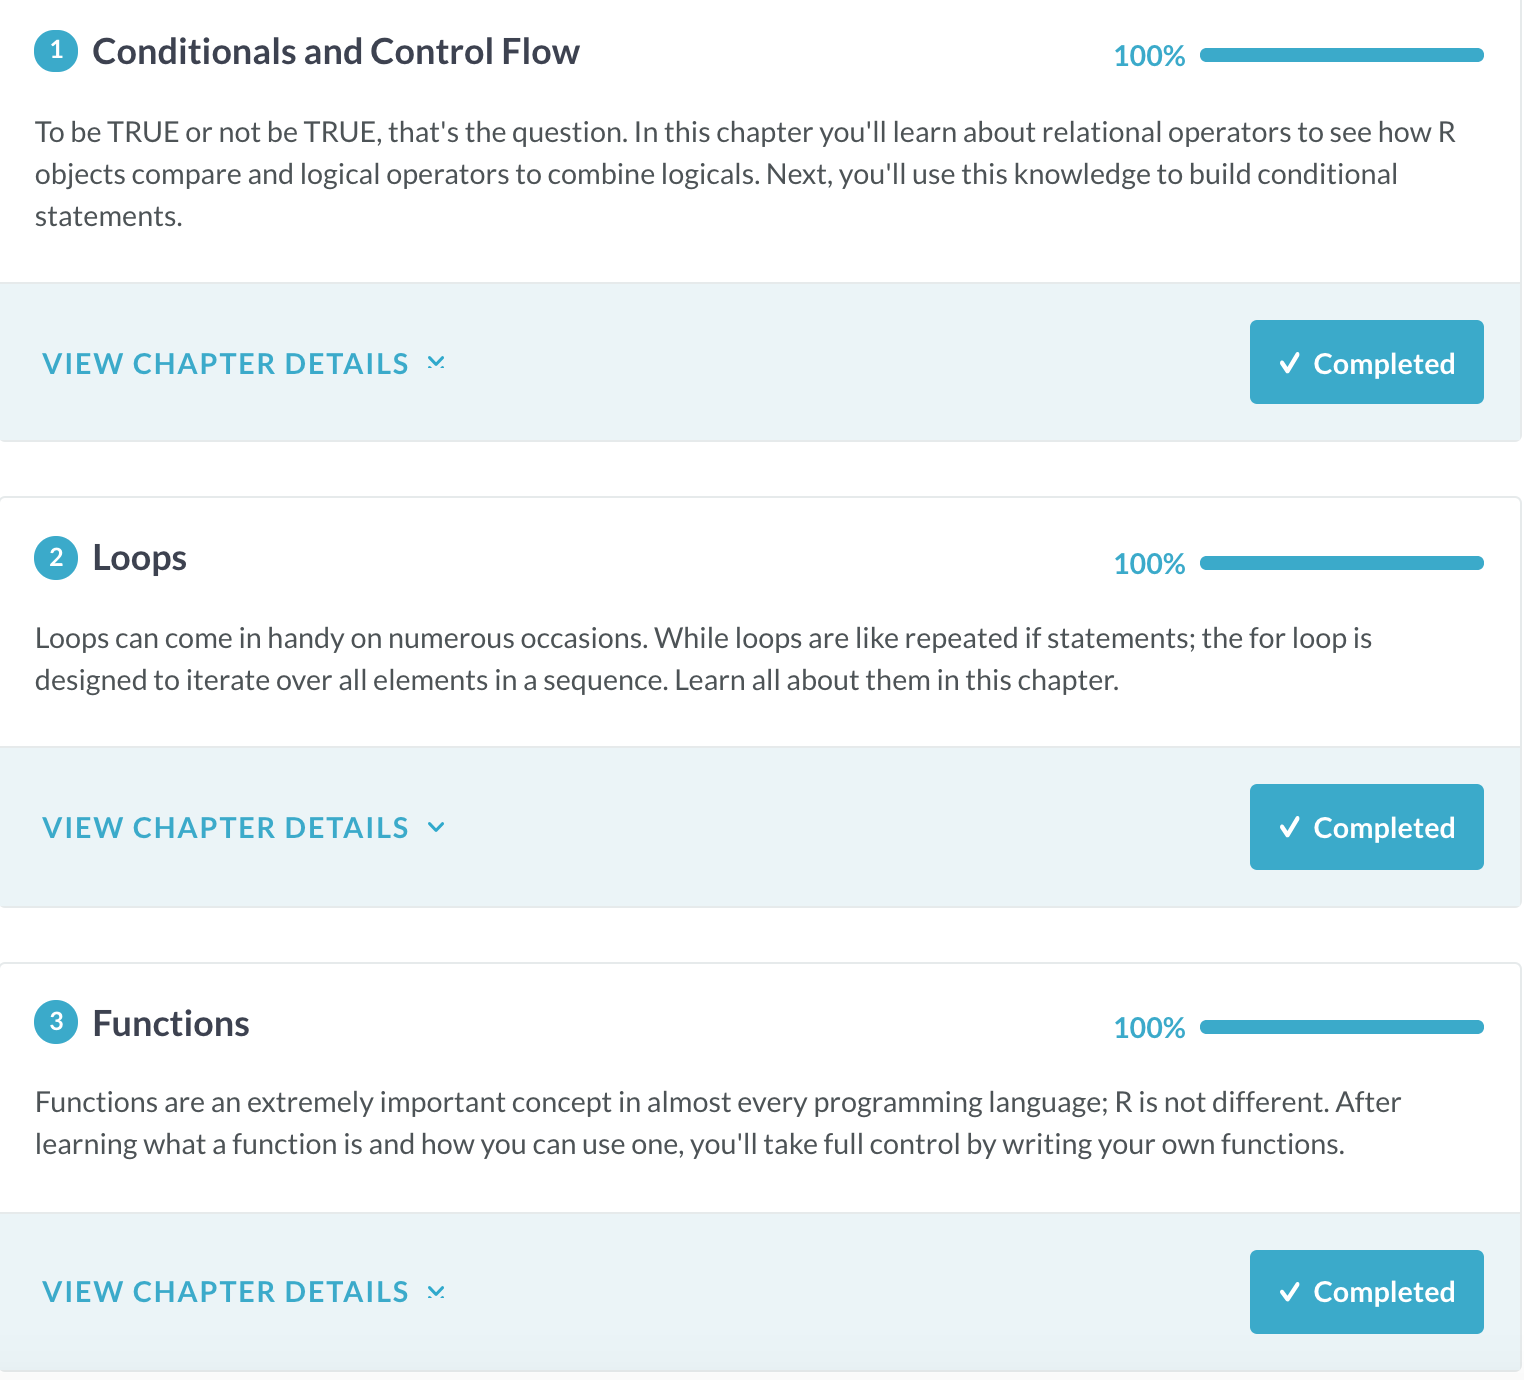 1 Conditionals and Control Flow 100%
To be TRUE or not be TRUE, that's the question. In this chapter you'll learn about relational operators to see how R
objects compare and logical operators to combine logicals. Next, you'll use this knowledge to build conditional
statements.
VIEW CHAPTER DETAILS ✓ Completed
2 Loops 100%
Loops can come in handy on numerous occasions. While loops are like repeated if statements; the for loop is
designed to iterate over all elements in a sequence. Learn all about them in this chapter.
VIEW CHAPTER DETAILS ✓ Completed
3 Functions 100%
Functions are an extremely important concept in almost every programming language; R is not different. After
learning what a function is and how you can use one, you'll take full control by writing your own functions.
VIEW CHAPTER DETAILS ✓ Completed